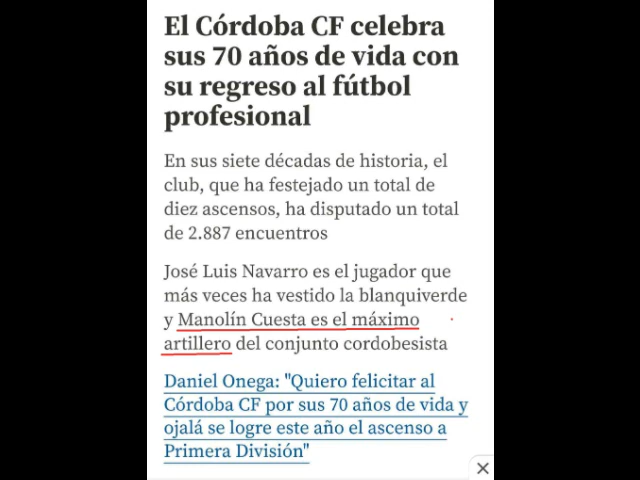 El Córdoba CF celebra
sus 70 años de vida con
su regreso al fútbol
profesional
En sus siete décadas de historia, el
club, que ha festejado un total de
diez ascensos, ha disputado un total
de 2.887 encuentros
José Luis Navarro es el jugador que
más veces ha vestido la blanquiverde
y Manolín Cuesta es el máximo
artillero del conjunto cordobesista
Daniel Onega: "Quiero felicitar al
Córdoba CF por sus 70 años de vida y
ojalá se logre este año el ascenso a
Primera División"